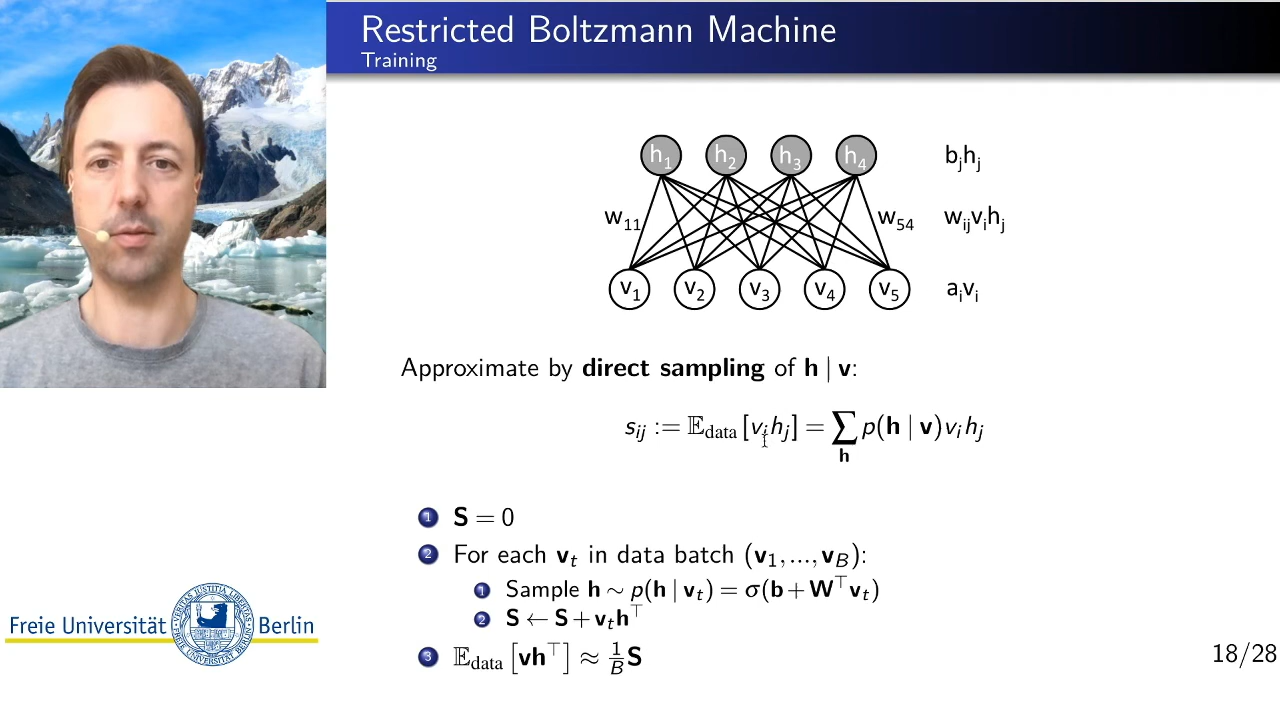 Restricted Boltzmann Machine
Training
h₁ h₂ h₃ h₄ bⱼhⱼ
w₁₁ w₅₄ wᵢⱼvᵢhⱼ
v₁ v₂ v₃ v₄ v₅ aᵢvᵢ
Approximate by direct sampling of h | v:
sᵢⱼ := 𝔼data [vᵢhⱼ] = ∑h p(h | v)vᵢhⱼ
1 S = 0
2 For each vₜ in data batch (v₁,...,v_B):
1 Sample h ∼ p(h | vₜ) = σ(b + W⊤vₜ)
2 S ← S + vₜh⊤
3 𝔼data [vh⊤] ≈ 1/B S
Freie Universität Berlin
18/28